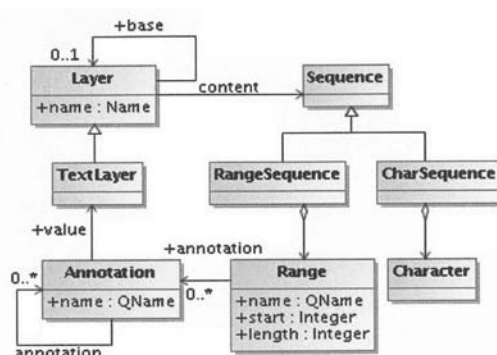 +base
0..1
Layer
+name : Name
content
Sequence
TextLayer
RangeSequence
CharSequence
+value
+annotation
0..*
0..*
Annotation
+name : QName
Range
+name : QName
+start : Integer
+length : Integer
Character
annotation